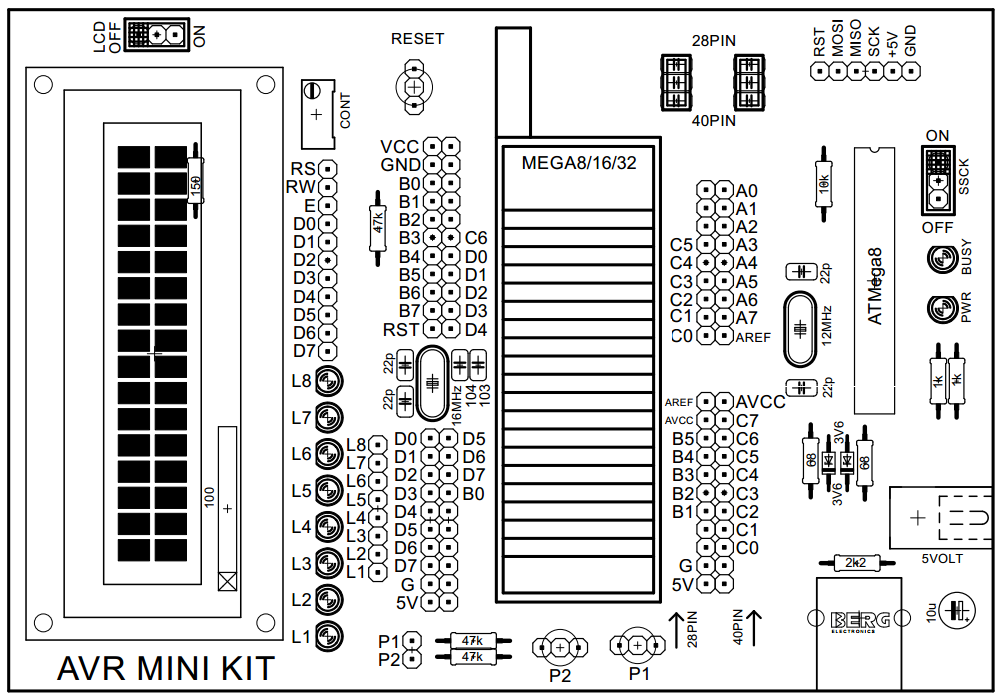 LCD
OFF
ON
RESET
28PIN
40PIN
RST
MOSI
MISO
SCK
+5V
GND
CONT
150
100
RS
RW
E
D0
D1
D2
D3
D4
D5
D6
D7
L8
L7
L6
L5
L4
L3
L2
L1
47k
VCC
GND
B0
B1
B2
B3 C6
B4 D0
B5 D1
B6 D2
B7 D3
RST D4
22p
22p
16MHz
104
103
L8
L7
L6
L5
L4
L3
L2
L1
D0 D5
D1 D6
D2 D7
D3 B0
D4
D5
D6
D7
G
5V
P1
P2
47k
47k
P2
P1
MEGA8/16/32
A0
A1
A2
C5 A3
C4 A4
C3 A5
C2 A6
C1 A7
C0 AREF
AREF AVCC
AVCC C7
B5 C6
B4 C5
B3 C4
B2 C3
B1 C2
C1
C0
G
5V
28PIN
40PIN
10k
22p
12MHz
22p
ATMega8
ON
SSCK
OFF
BUSY
PWR
1k
1k
68
3V6
3V6
68
5VOLT
2k2
BERG
ELECTRONICS
10u
AVR MINI KIT